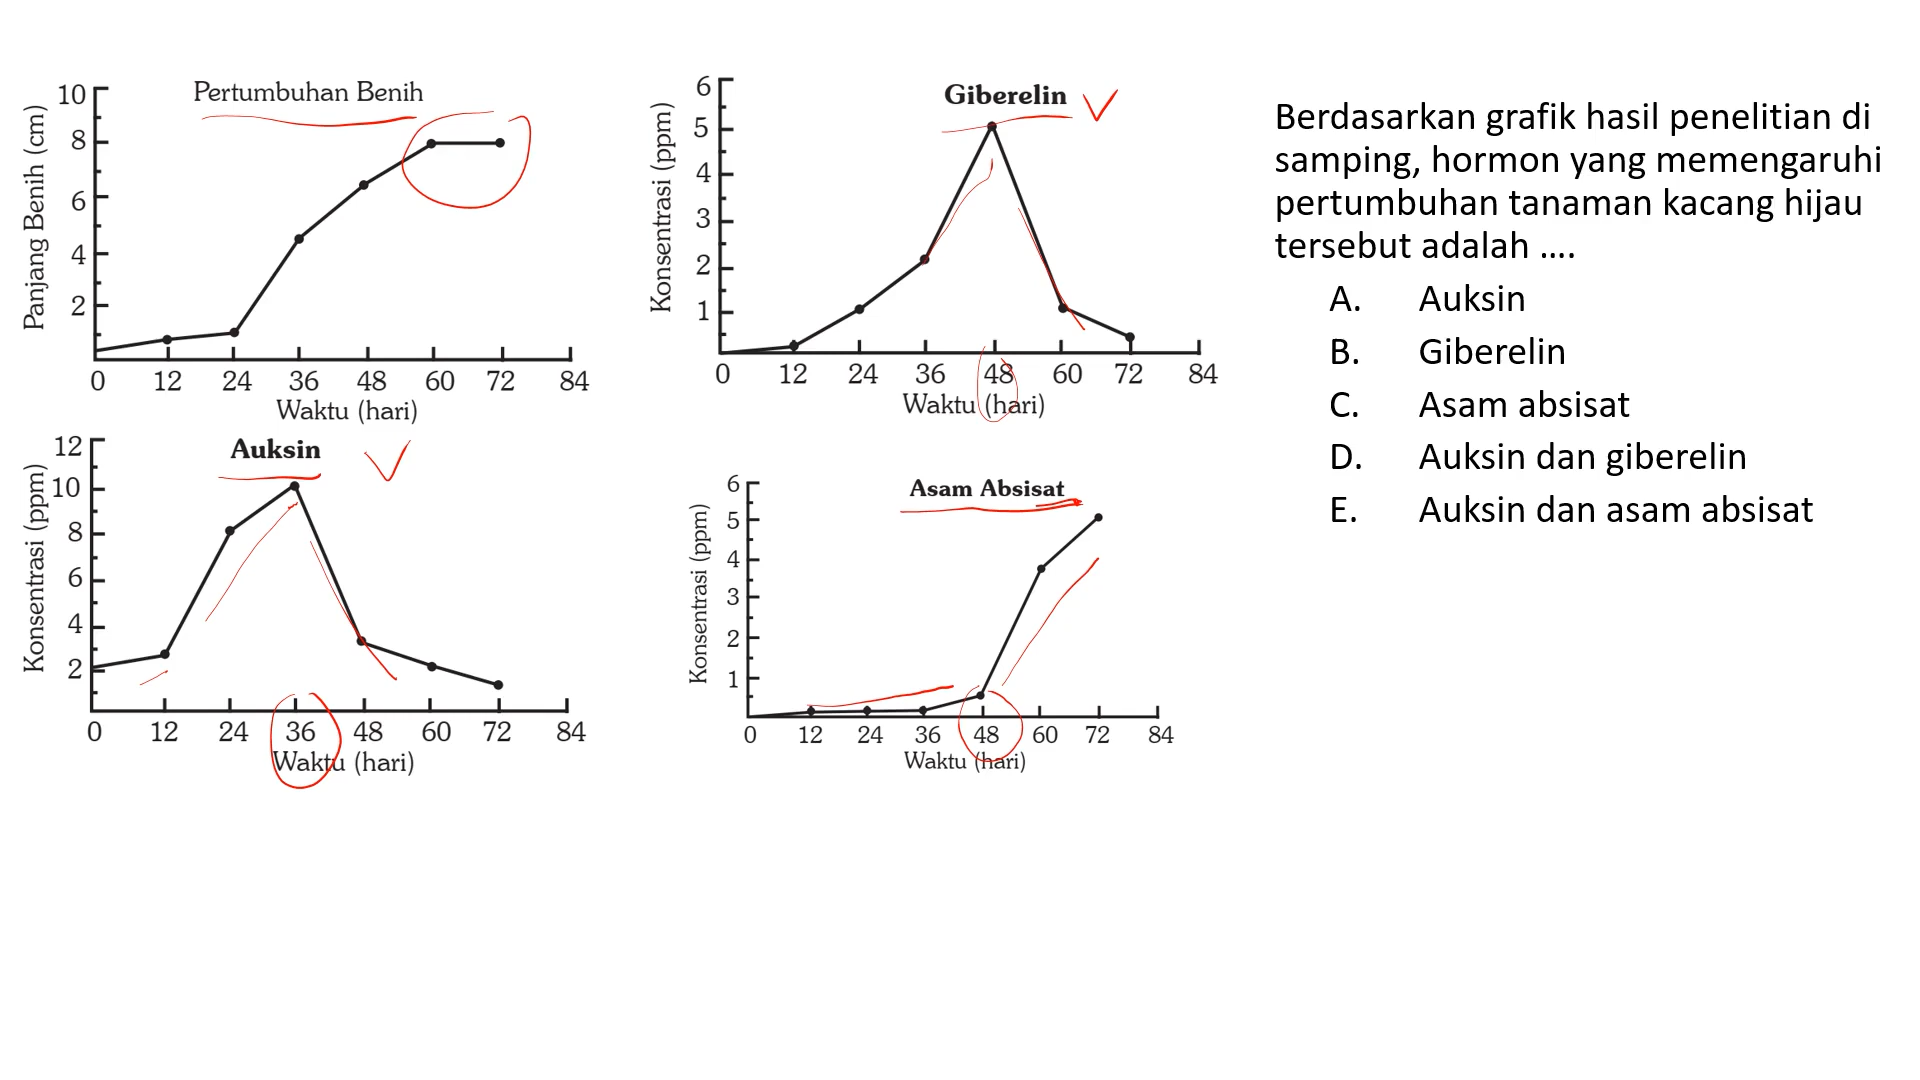 Pertumbuhan Benih
Panjang Benih (cm)
10
8
6
4
2
0 12 24 36 48 60 72 84
Waktu (hari)
Giberelin
Konsentrasi (ppm)
6
5
4
3
2
1
0 12 24 36 48 60 72 84
Waktu (hari)
Auksin
Konsentrasi (ppm)
12
10
8
6
4
2
0 12 24 36 48 60 72 84
Waktu (hari)
Asam Absisat
Konsentrasi (ppm)
6
5
4
3
2
1
0 12 24 36 48 60 72 84
Waktu (hari)
Berdasarkan grafik hasil penelitian di
samping, hormon yang memengaruhi
pertumbuhan tanaman kacang hijau
tersebut adalah ....
A. Auksin
B. Giberelin
C. Asam absisat
D. Auksin dan giberelin
E. Auksin dan asam absisat